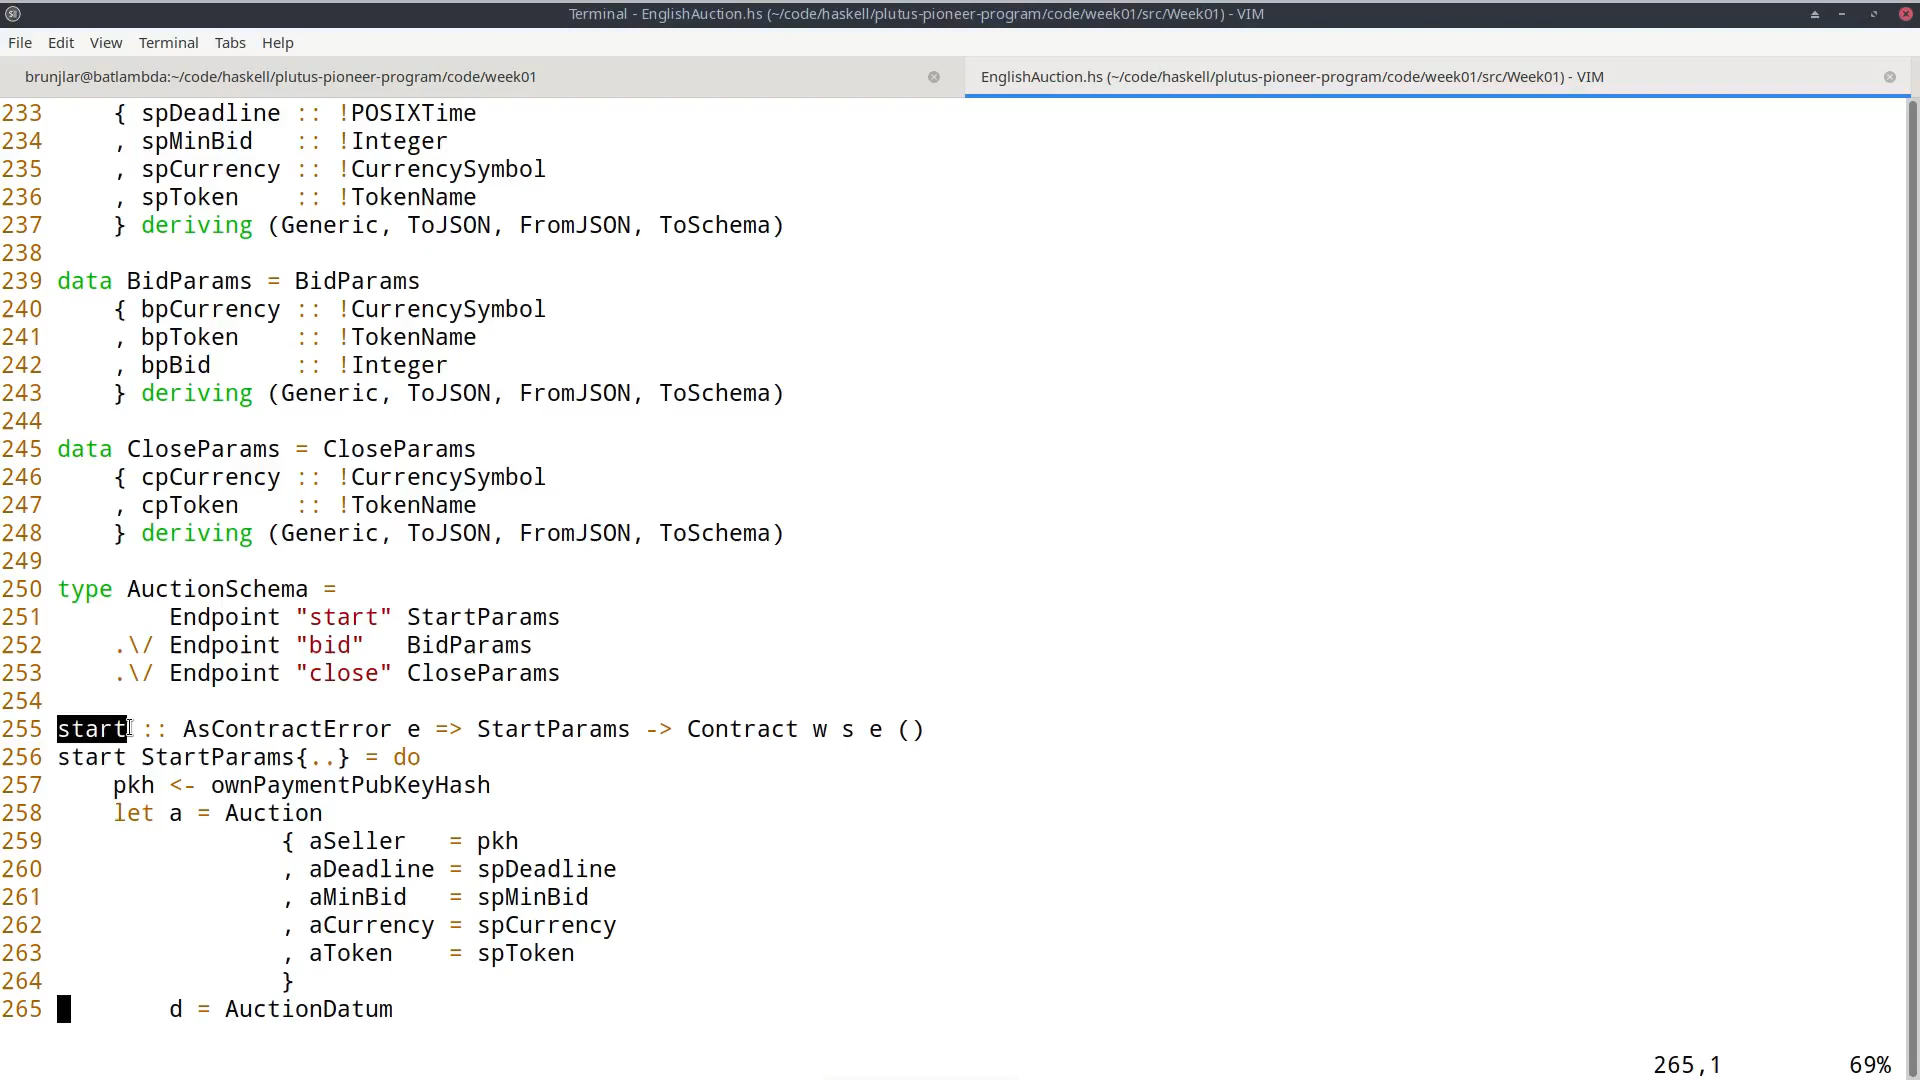 Terminal - EnglishAuction.hs (~/code/haskell/plutus-pioneer-program/code/week01/src/Week01) - VIM
File Edit View Terminal Tabs Help
brunjlar@batlambda:~/code/haskell/plutus-pioneer-program/code/week01 EnglishAuction.hs (~/code/haskell/plutus-pioneer-program/code/week01/src/Week01) - VIM
233     { spDeadline :: !POSIXTime
234     , spMinBid   :: !Integer
235     , spCurrency :: !CurrencySymbol
236     , spToken    :: !TokenName
237     } deriving (Generic, ToJSON, FromJSON, ToSchema)
238
239 data BidParams = BidParams
240     { bpCurrency :: !CurrencySymbol
241     , bpToken    :: !TokenName
242     , bpBid      :: !Integer
243     } deriving (Generic, ToJSON, FromJSON, ToSchema)
244
245 data CloseParams = CloseParams
246     { cpCurrency :: !CurrencySymbol
247     , cpToken    :: !TokenName
248     } deriving (Generic, ToJSON, FromJSON, ToSchema)
249
250 type AuctionSchema =
251         Endpoint "start" StartParams
252     .\/ Endpoint "bid"   BidParams
253     .\/ Endpoint "close" CloseParams
254
255 start :: AsContractError e => StartParams -> Contract w s e ()
256 start StartParams{..} = do
257     pkh <- ownPaymentPubKeyHash
258     let a = Auction
259                 { aSeller   = pkh
260                 , aDeadline = spDeadline
261                 , aMinBid   = spMinBid
262                 , aCurrency = spCurrency
263                 , aToken    = spToken
264                 }
265         d = AuctionDatum
265,1 69%